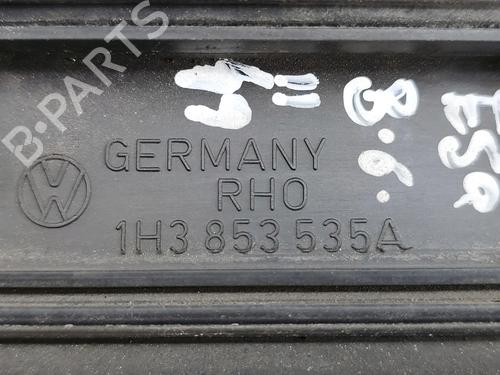 B-PARTS
GERMANY
RHO
1H3 853 535A